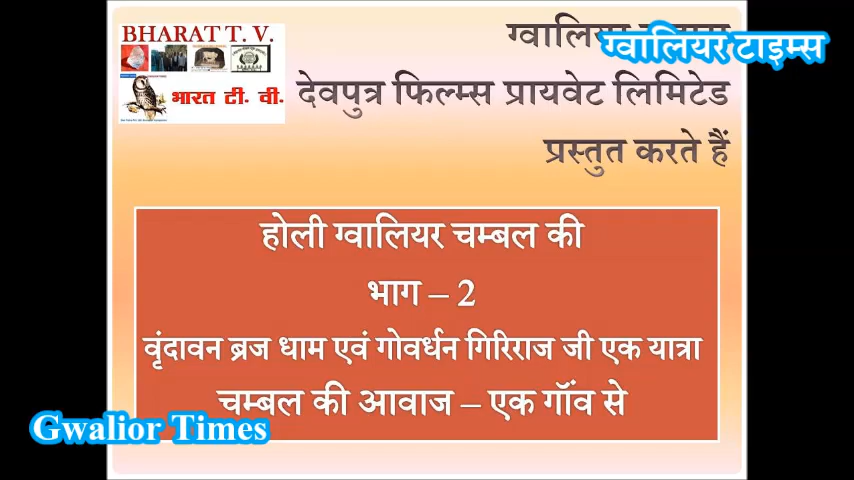 BHARAT T. V.
भारत टी. वी.
ग्वालियर
ग्वालियर टाइम्स
देवपुत्र फिल्म्स प्रायवेट लिमिटेड
प्रस्तुत करते हैं
होली ग्वालियर चम्बल की
भाग – 2
वृंदावन ब्रज धाम एवं गोवर्धन गिरिराज जी एक यात्रा
चम्बल की आवाज – एक गॉंव से
Gwalior Times